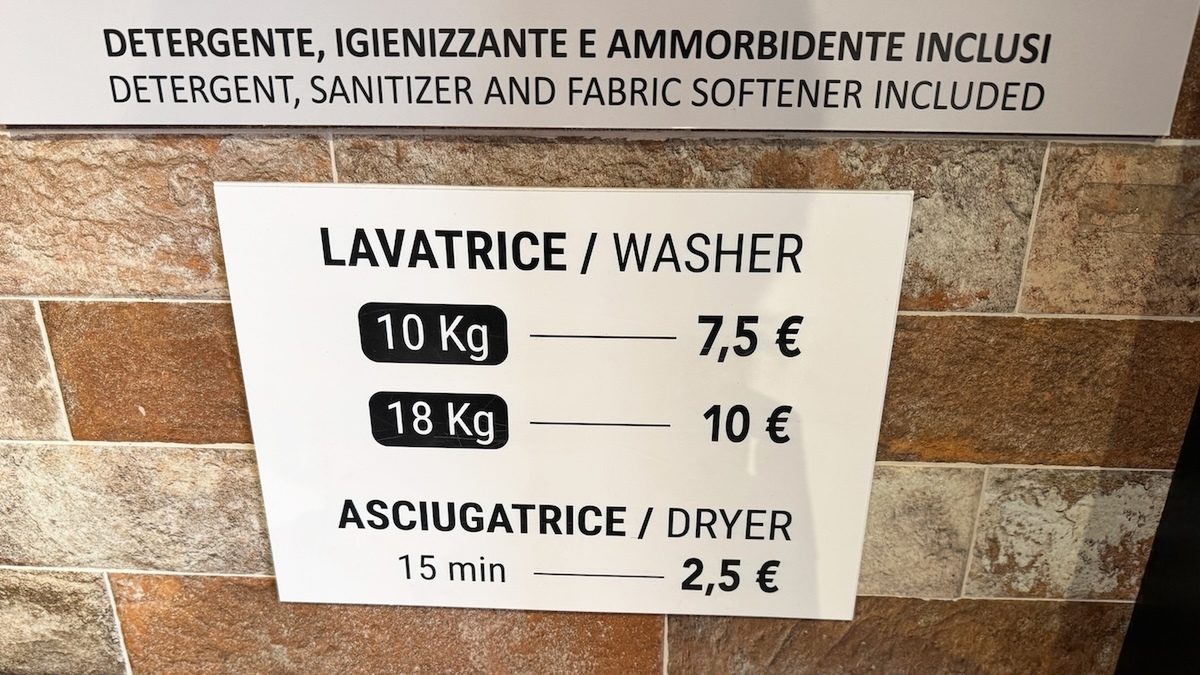 DETERGENTE, IGIENIZZANTE E AMMORBIDENTE INCLUSI
DETERGENT, SANITIZER AND FABRIC SOFTENER INCLUDED
LAVATRICE / WASHER
10 Kg 7,5 €
18 Kg 10 €
ASCIUGATRICE / DRYER
15 min 2,5 €